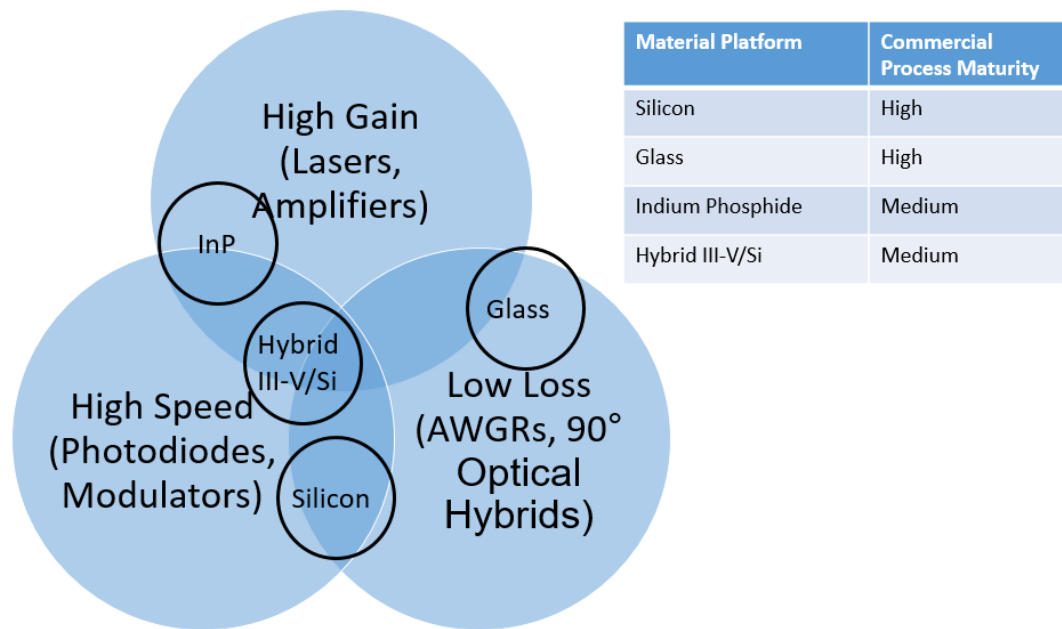 High Gain
(Lasers,
Amplifiers)
InP
Hybrid
III-V/Si
Glass
High Speed
(Photodiodes,
Modulators)
Low Loss
(AWGRs, 90°
Optical
Hybrids)
Silicon
Material Platform Commercial
Process Maturity
Silicon High
Glass High
Indium Phosphide Medium
Hybrid III-V/Si Medium